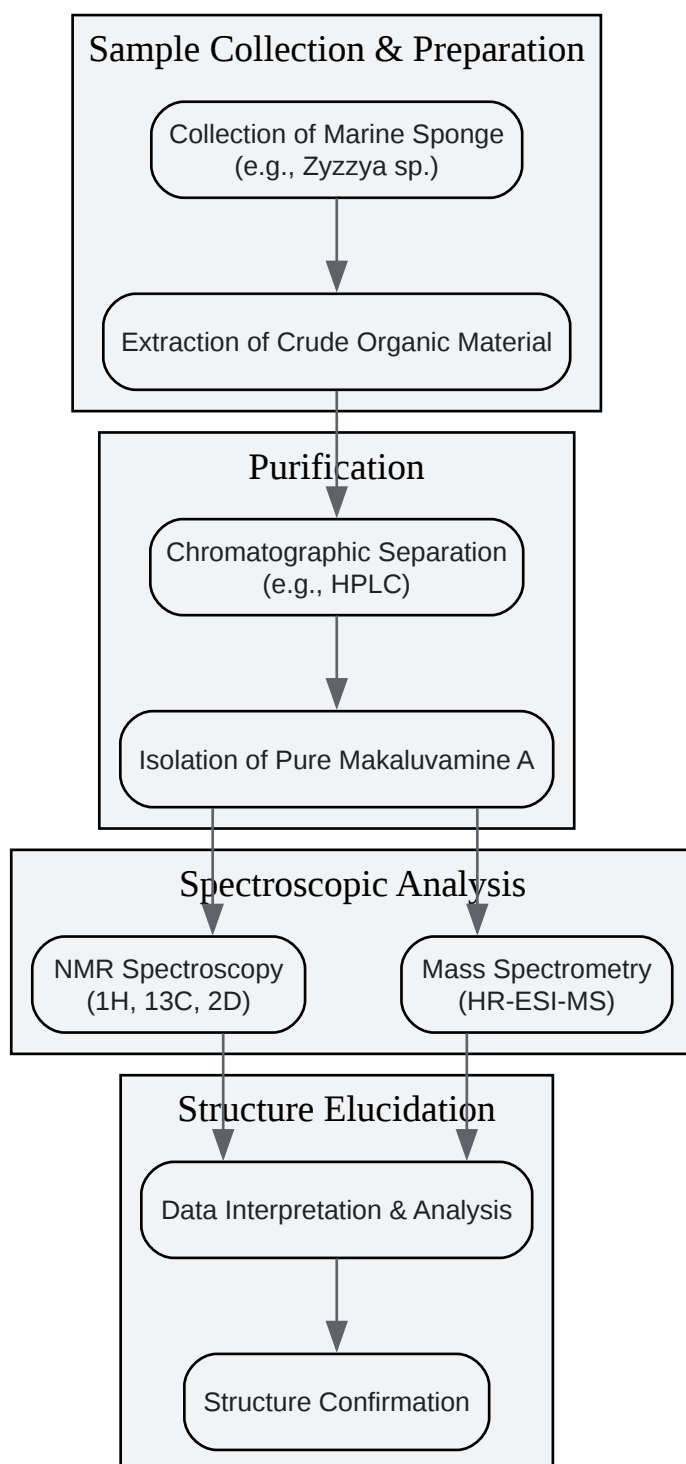 Sample Collection & Preparation
Collection of Marine Sponge
(e.g., Zyzzya sp.)
Extraction of Crude Organic Material
Purification
Chromatographic Separation
(e.g., HPLC)
Isolation of Pure Makaluvamine A
Spectroscopic Analysis
NMR Spectroscopy
(1H, 13C, 2D)
Mass Spectrometry
(HR-ESI-MS)
Structure Elucidation
Data Interpretation & Analysis
Structure Confirmation